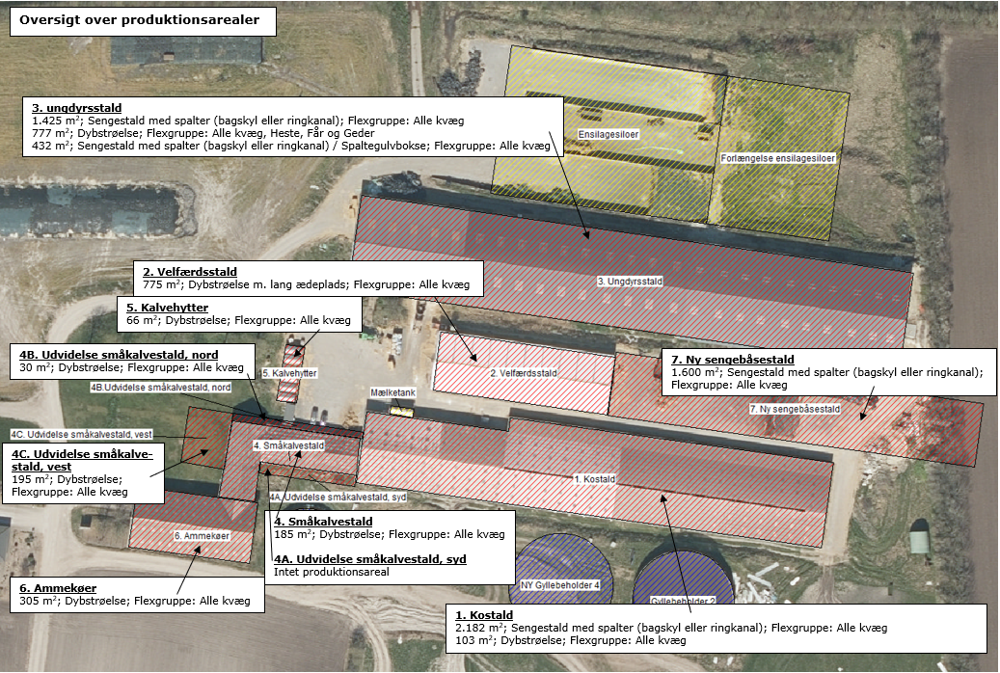 Oversigt over produktionsarealer
3. ungdyrsstald
1.425 m²; Sengestald med spalter (bagskyl eller ringkanal); Flexgruppe: Alle kvæg
777 m²; Dybstrøelse; Flexgruppe: Alle kvæg, Heste, Får og Geder
432 m²; Sengestald med spalter (bagskyl eller ringkanal) / Spaltegulvbokse; Flexgruppe: Alle kvæg
Ensilagesiloer
Forlængelse ensilagesiloer
2. Velfærdsstald
775 m²; Dybstrøelse m. lang ædeplads; Flexgruppe: Alle kvæg
3. Ungdyrsstald
5. Kalvehytter
66 m²; Dybstrøelse; Flexgruppe: Alle kvæg
4B. Udvidelse småkalvestald, nord
30 m²; Dybstrøelse; Flexgruppe: Alle kvæg
5. Kalvehytter
2. Velfærdsstald
7. Ny sengebåsestald
1.600 m²; Sengestald med spalter (bagskyl eller ringkanal);
Flexgruppe: Alle kvæg
4B.Udvidelse småkalvestald, nord
Mælketank
7. Ny sengebåsestald
4C. Udvidelse småkalvestald, vest
4. Småkalvestald
4C. Udvidelse småkalve-
stald, vest
195 m²; Dybstrøelse;
Flexgruppe: Alle kvæg
1. Kostald
4A. Udvidelse småkalvestald, syd
4. Småkalvestald
185 m²; Dybstrøelse; Flexgruppe: Alle kvæg
4A. Udvidelse småkalvestald, syd
Intet produktionsareal
6. Ammekøer
NY Gyllebeholder 4
Gyllebeholder 2
6. Ammekøer
305 m²; Dybstrøelse; Flexgruppe: Alle kvæg
1. Kostald
2.182 m²; Sengestald med spalter (bagskyl eller ringkanal); Flexgruppe: Alle kvæg
103 m²; Dybstrøelse; Flexgruppe: Alle kvæg